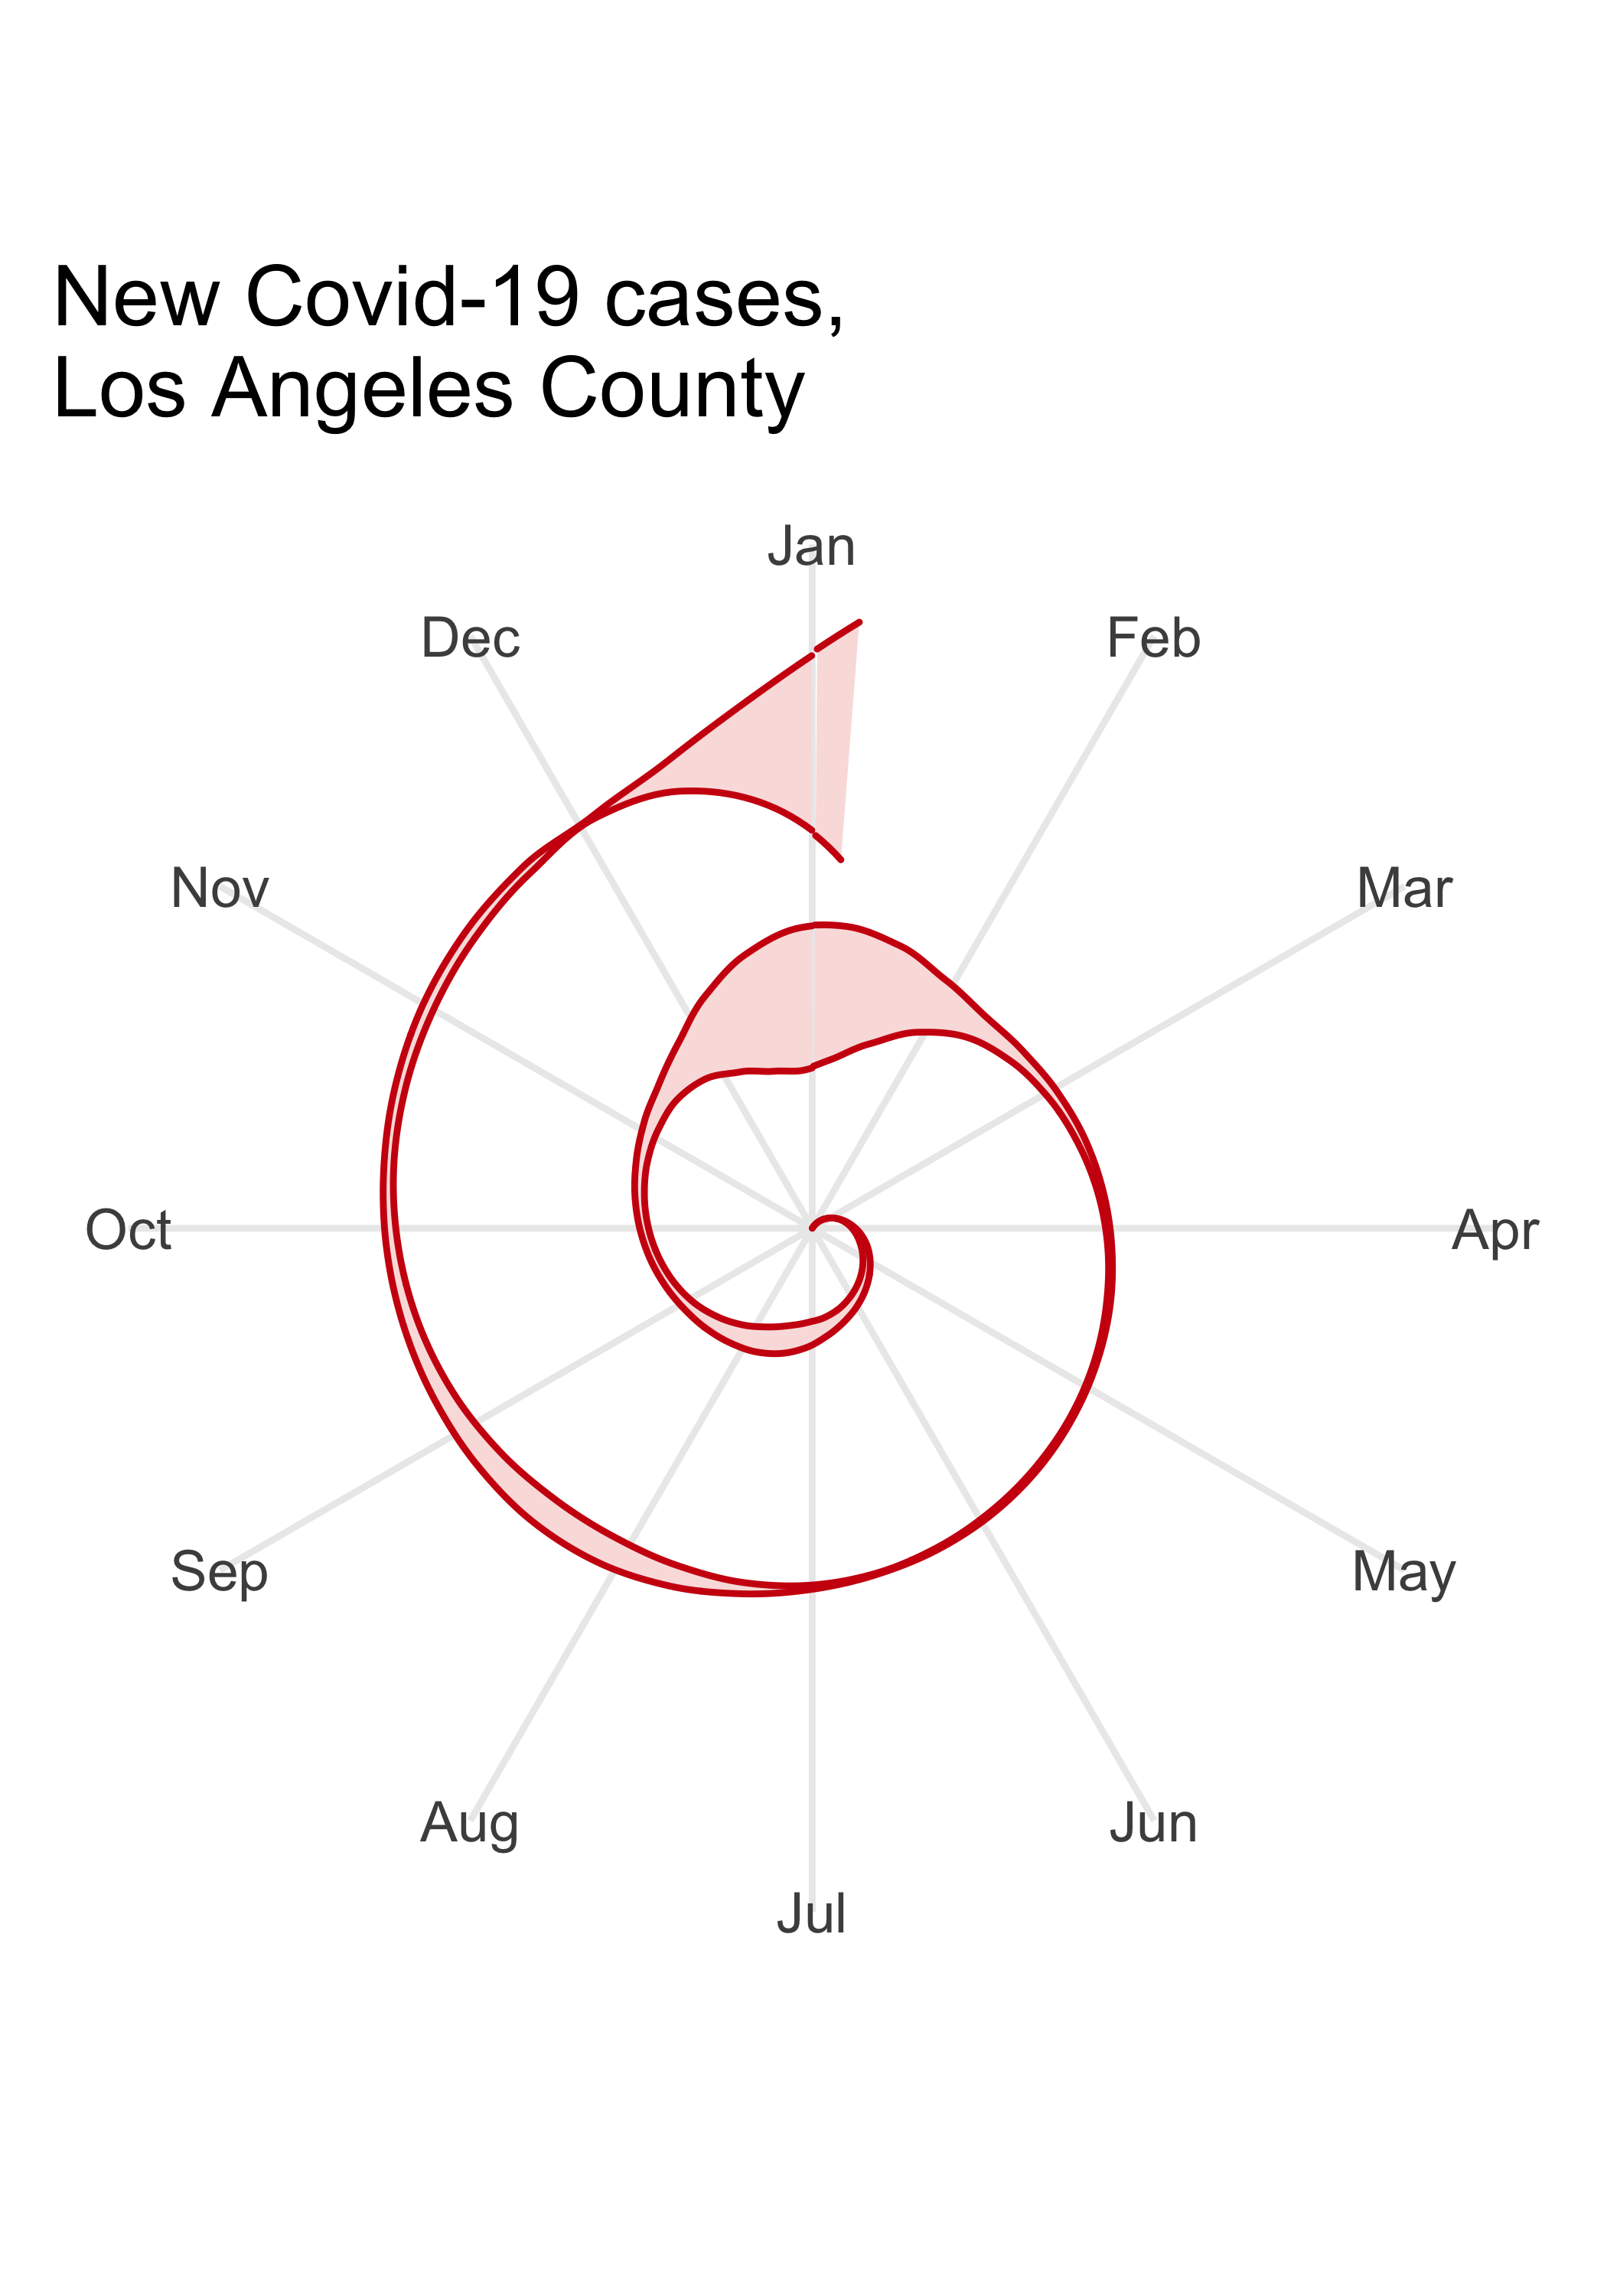 New Covid-19 cases,
Los Angeles County
Jan
Dec
Feb
Nov
Mar
Oct
Apr
Sep
May
Aug
Jun
Jul